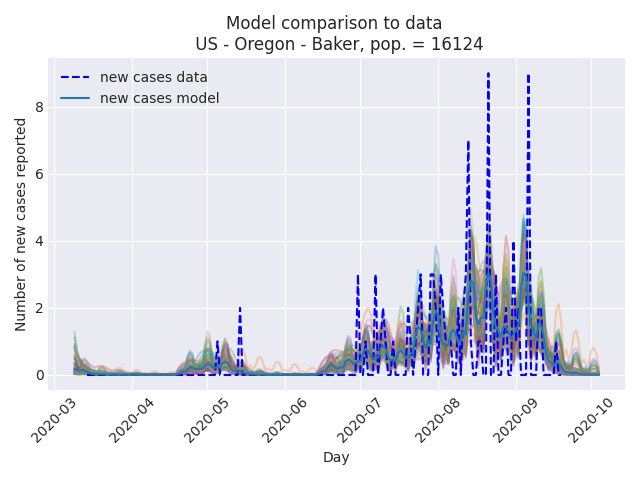 Model comparison to data
US - Oregon - Baker, pop. = 16124
new cases data
new cases model
Number of new cases reported
8
6
4
2
0
2020-03
2020-04
2020-05
2020-06
2020-07
2020-08
2020-09
2020-10
Day